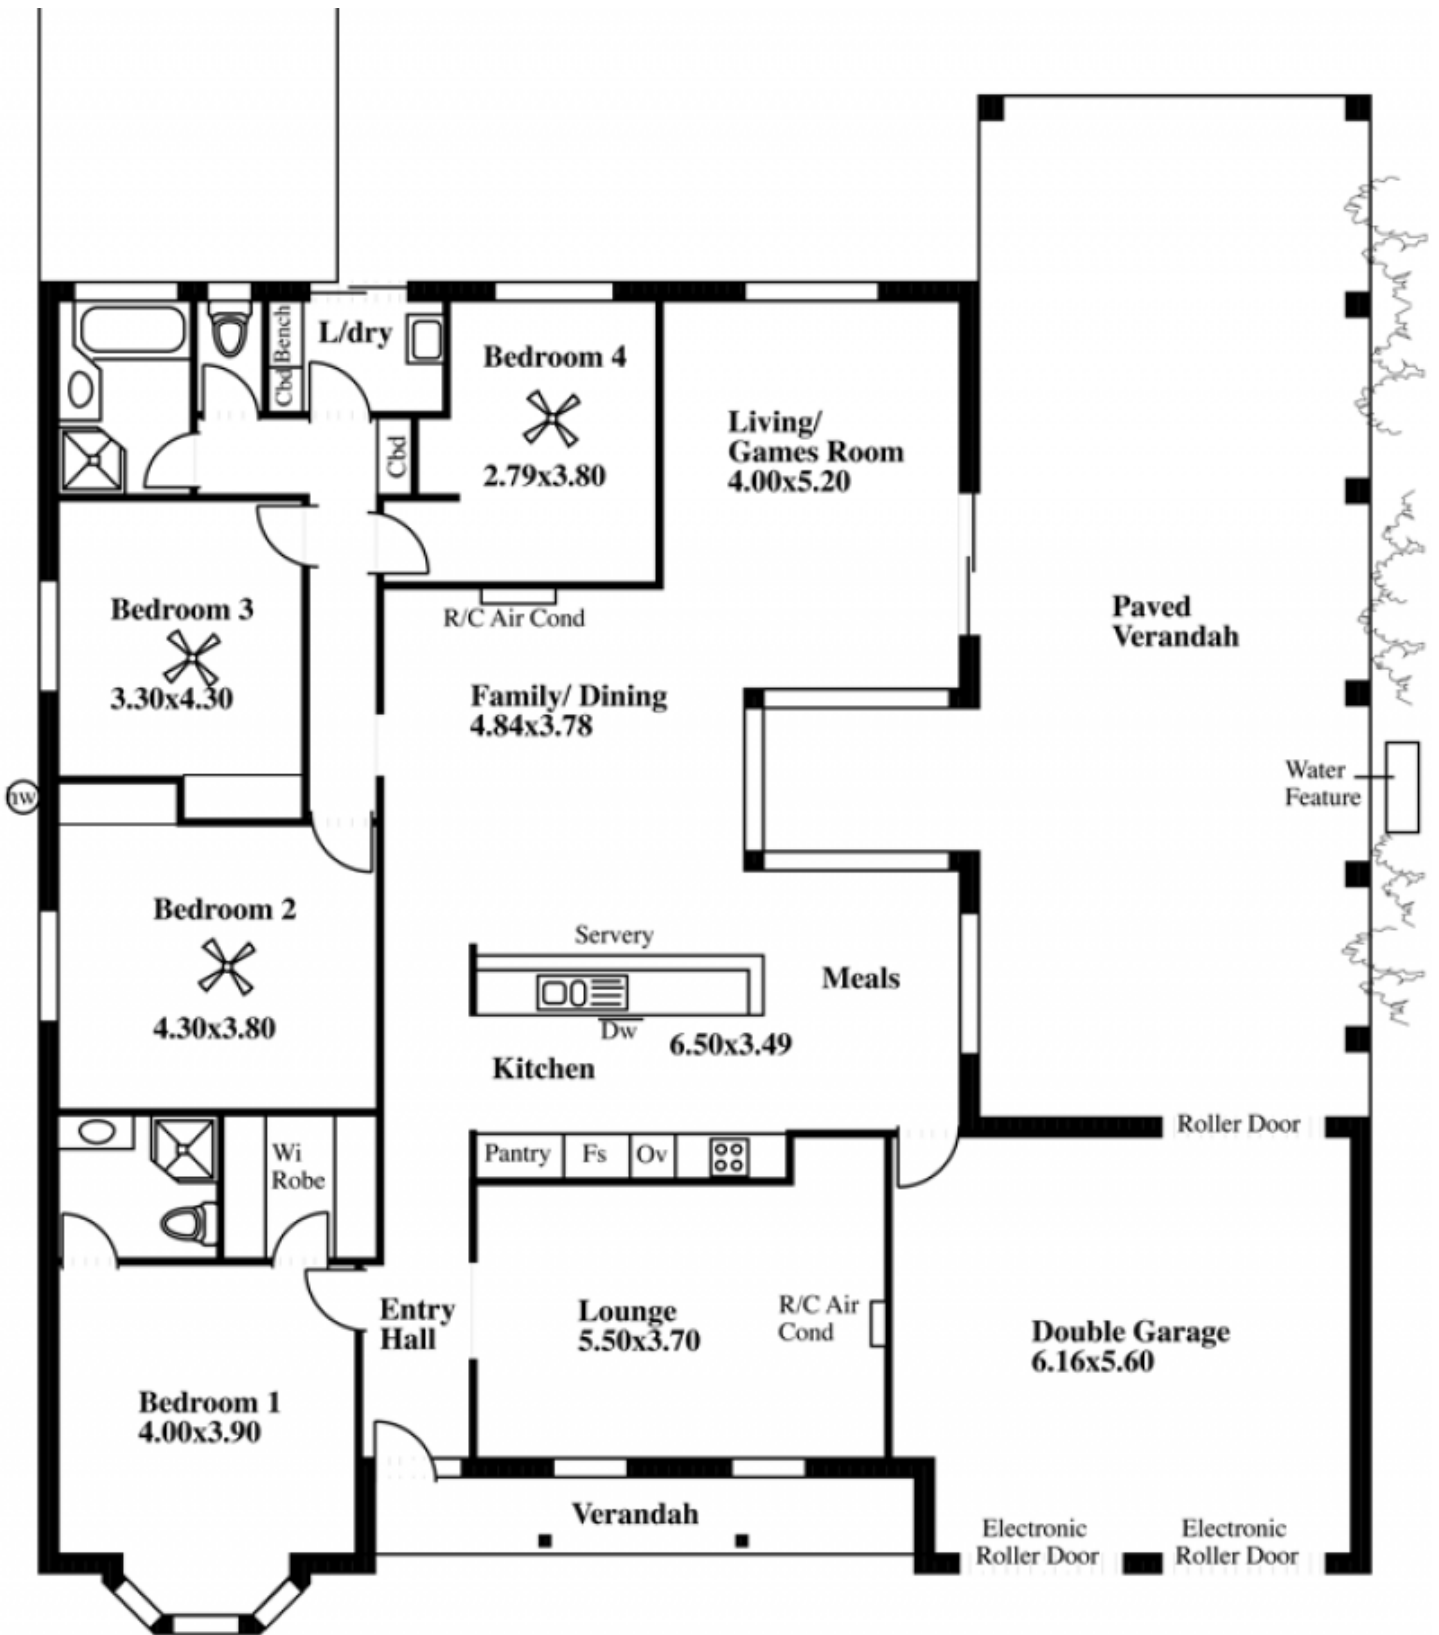 L/dry
Bench
Cbd
Bedroom 4
2.79x3.80
Living/
Games Room
4.00x5.20
Cbd
R/C Air Cond
Bedroom 3
3.30x4.30
Paved
Verandah
Family/ Dining
4.84x3.78
hw
Water
Feature
Bedroom 2
4.30x3.80
Servery
Meals
Dw
6.50x3.49
Kitchen
Roller Door
Wi
Robe
Pantry
Fs
Ov
Entry
Hall
Lounge
5.50x3.70
R/C Air
Cond
Double Garage
6.16x5.60
Bedroom 1
4.00x3.90
Verandah
Electronic
Roller Door
Electronic
Roller Door